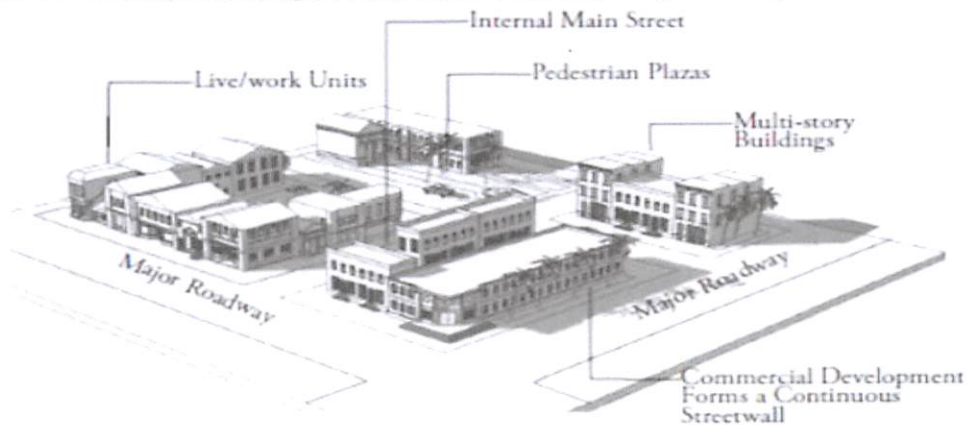 Internal Main Street
Live/work Units
Pedestrian Plazas
Multi-story
Buildings
Major Roadway
Major Roadway
Commercial Development
Forms a Continuous
Streetwall